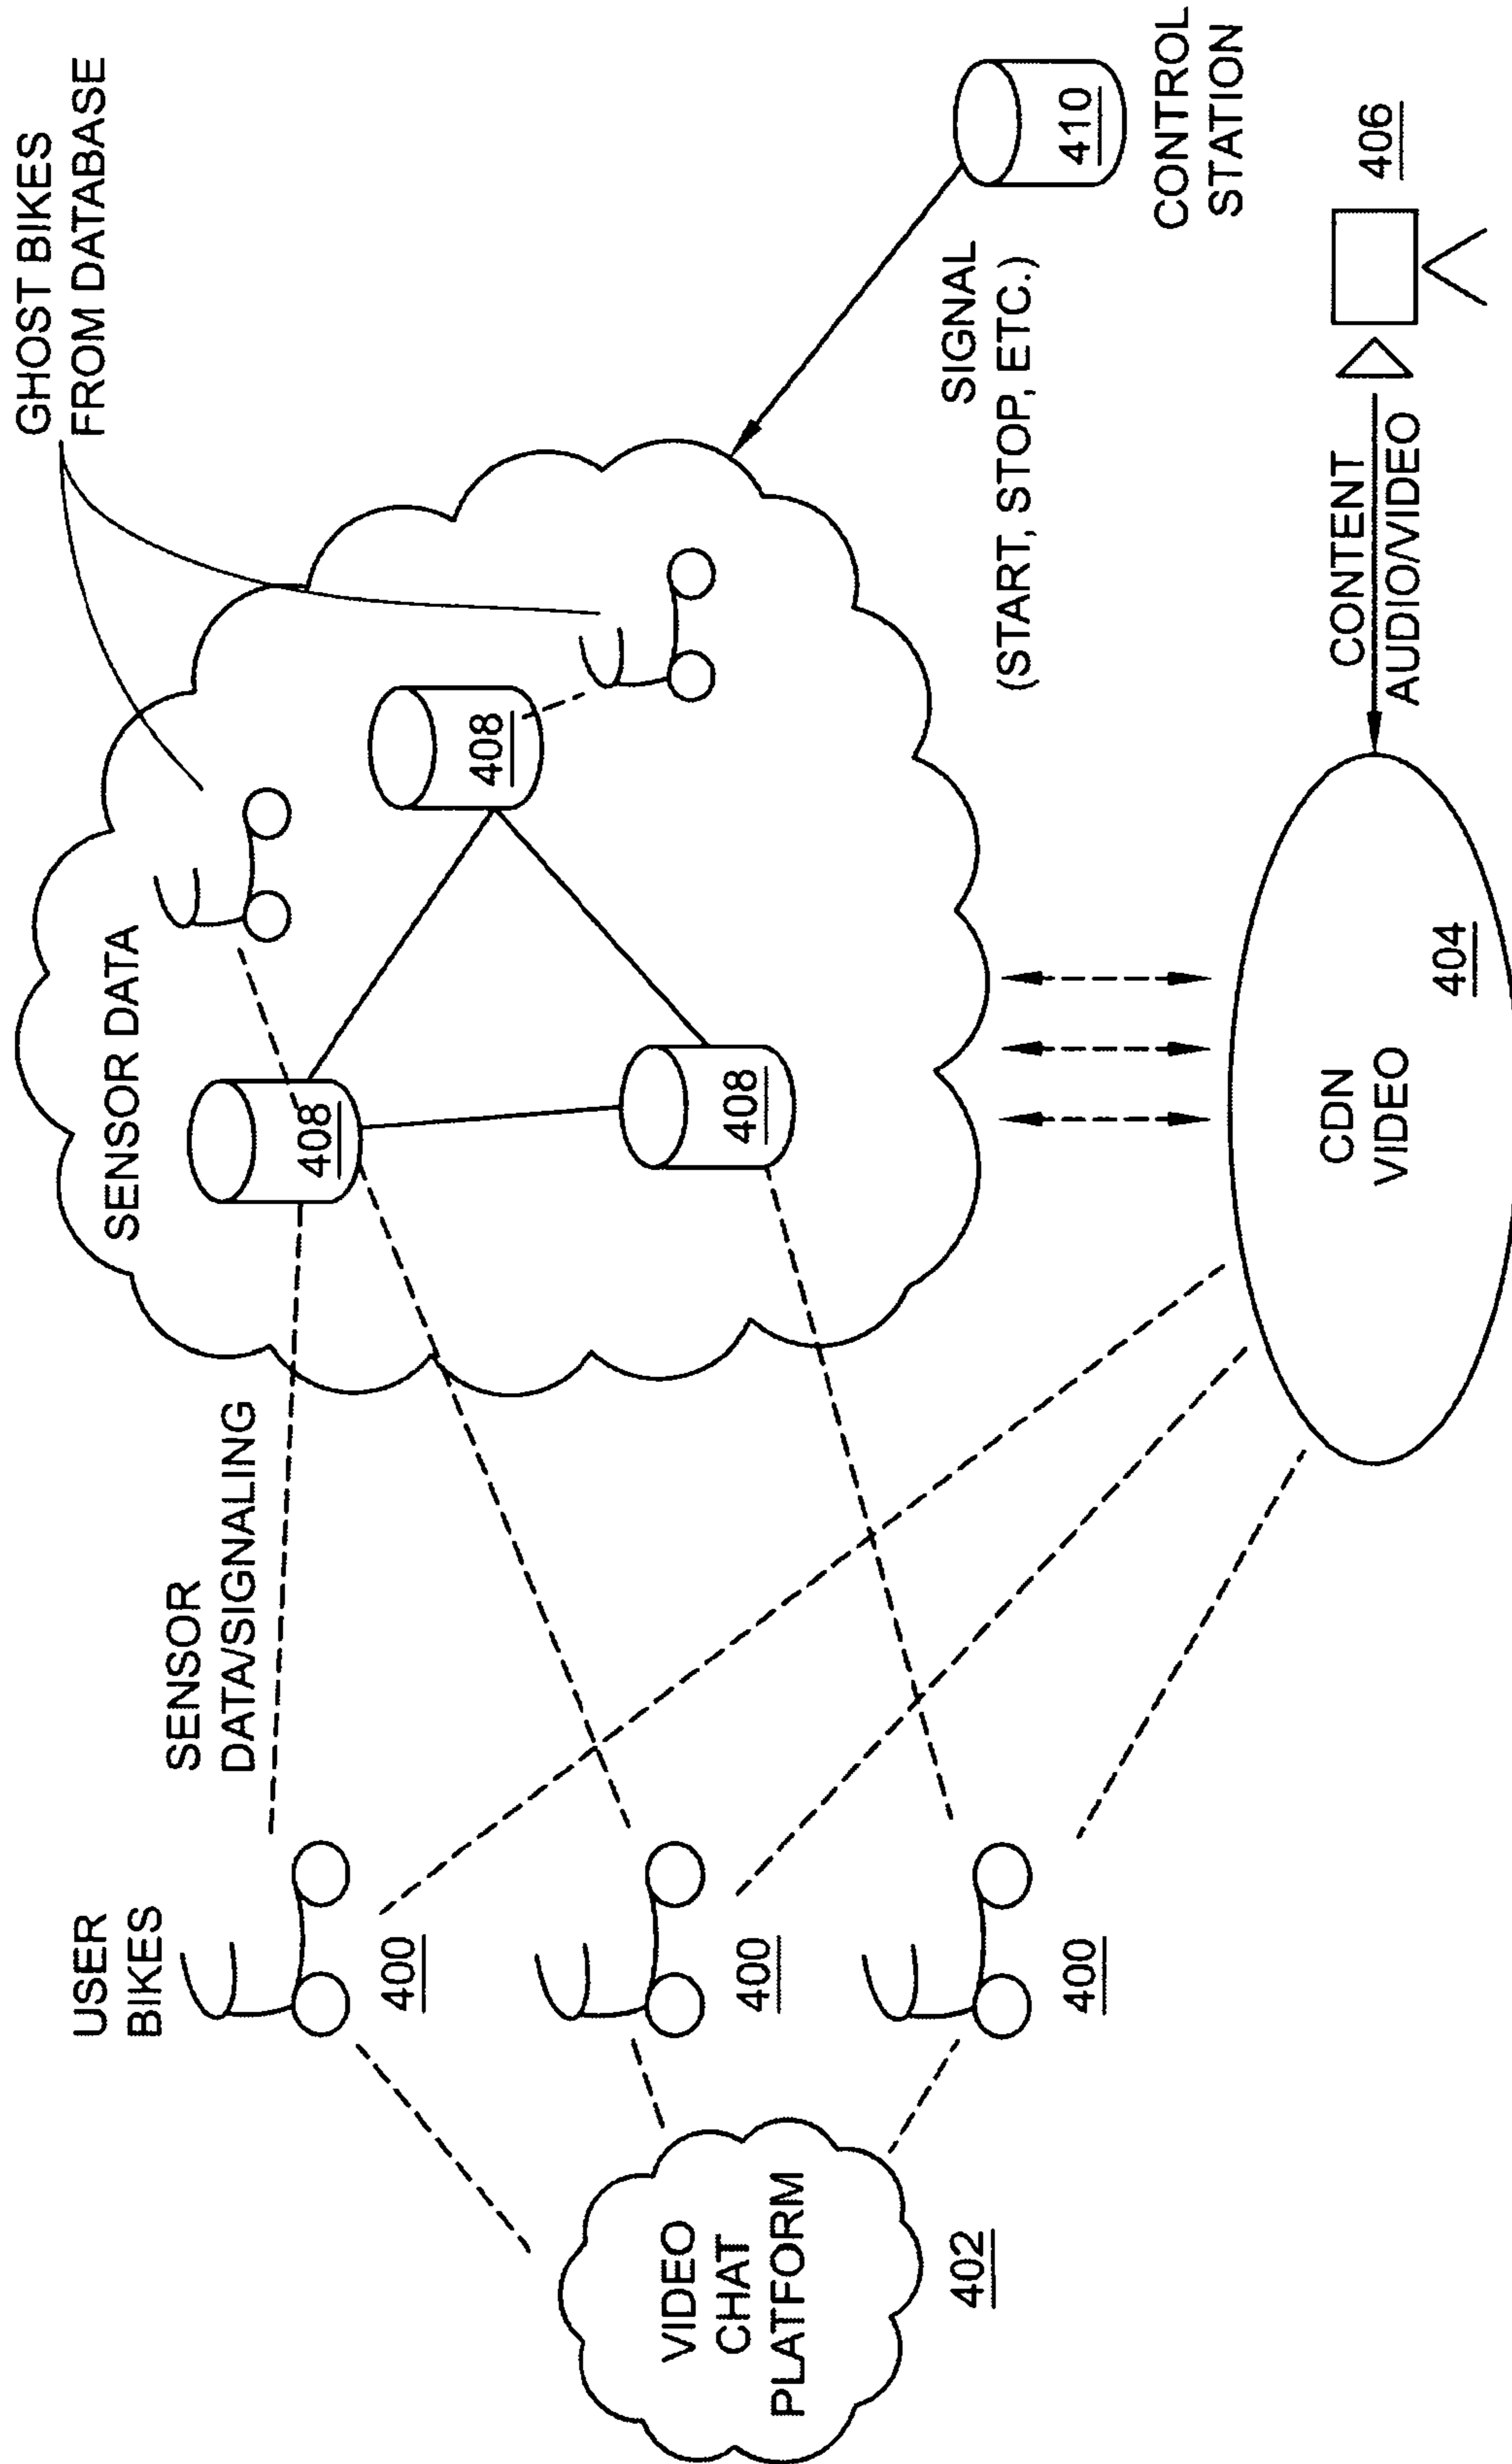 GHOST BIKES
FROM DATABASE
USER
BIKES
SENSOR
DATA/SIGNALING
SENSOR DATA
400
400
400
408
408
408
VIDEO
CHAT
PLATFORM
402
SIGNAL
(START, STOP, ETC.)
410
CONTROL
STATION
CDN
VIDEO
404
CONTENT
AUDIO/VIDEO
406